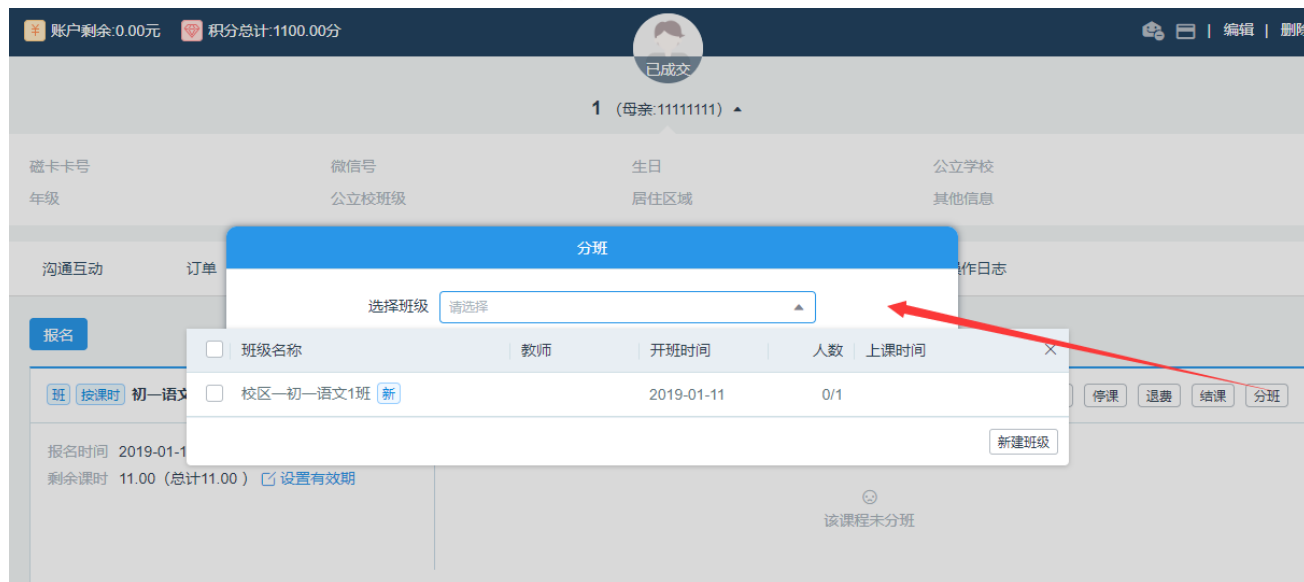 账户剩余:0.00元 积分总计:1100.00分 | 编辑 | 删除
已成交
1 (母亲:11111111)
磁卡卡号 微信号 生日 公立学校
年级 公立校班级 居住区域 其他信息
分班
沟通互动 订单 操作日志
选择班级 请选择
报名
班级名称 教师 开班时间 人数 上课时间
班 按课时 初一语文 校区一初一语文1班 新 2019-01-11 0/1 停课 退费 结课 分班
新建班级
报名时间 2019-01-1
剩余课时 11.00 (总计11.00 ) 设置有效期
该课程未分班